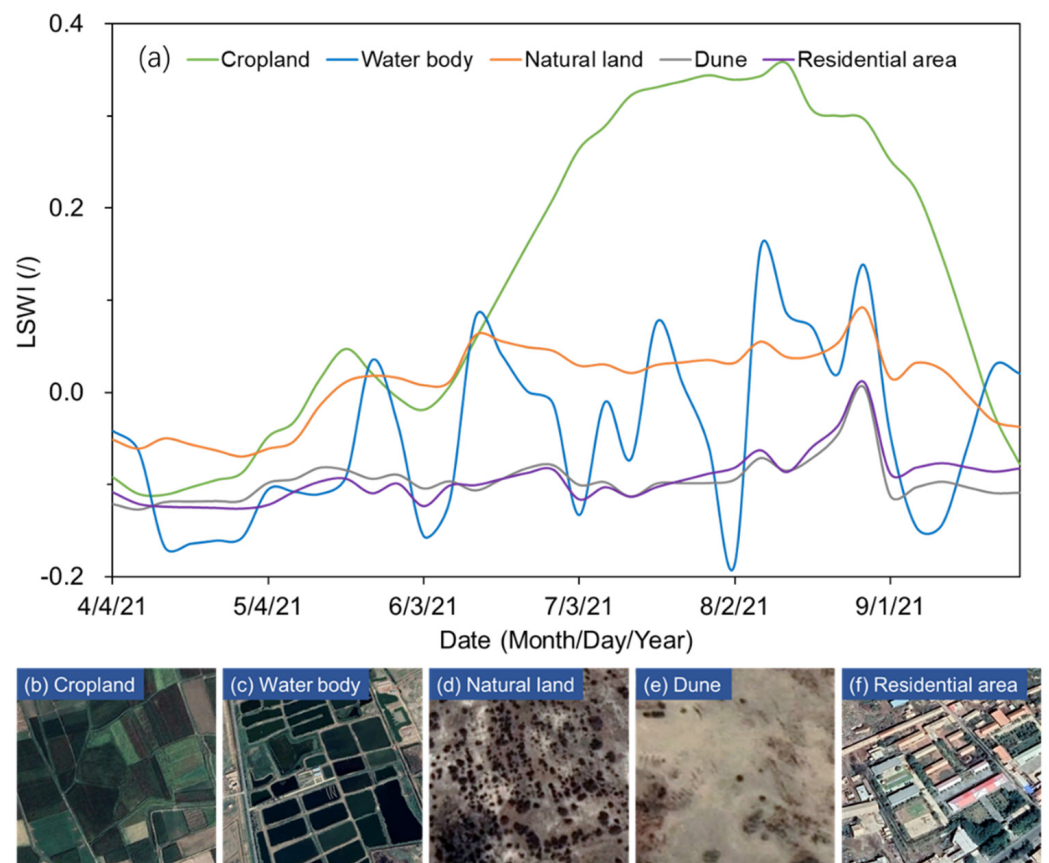 0.4
(a) Cropland Water body Natural land Dune Residential area
0.2
LSWI (/)
0.0
-0.2
4/4/21 5/4/21 6/3/21 7/3/21 8/2/21 9/1/21
Date (Month/Day/Year)
(b) Cropland (c) Water body (d) Natural land (e) Dune (f) Residential area